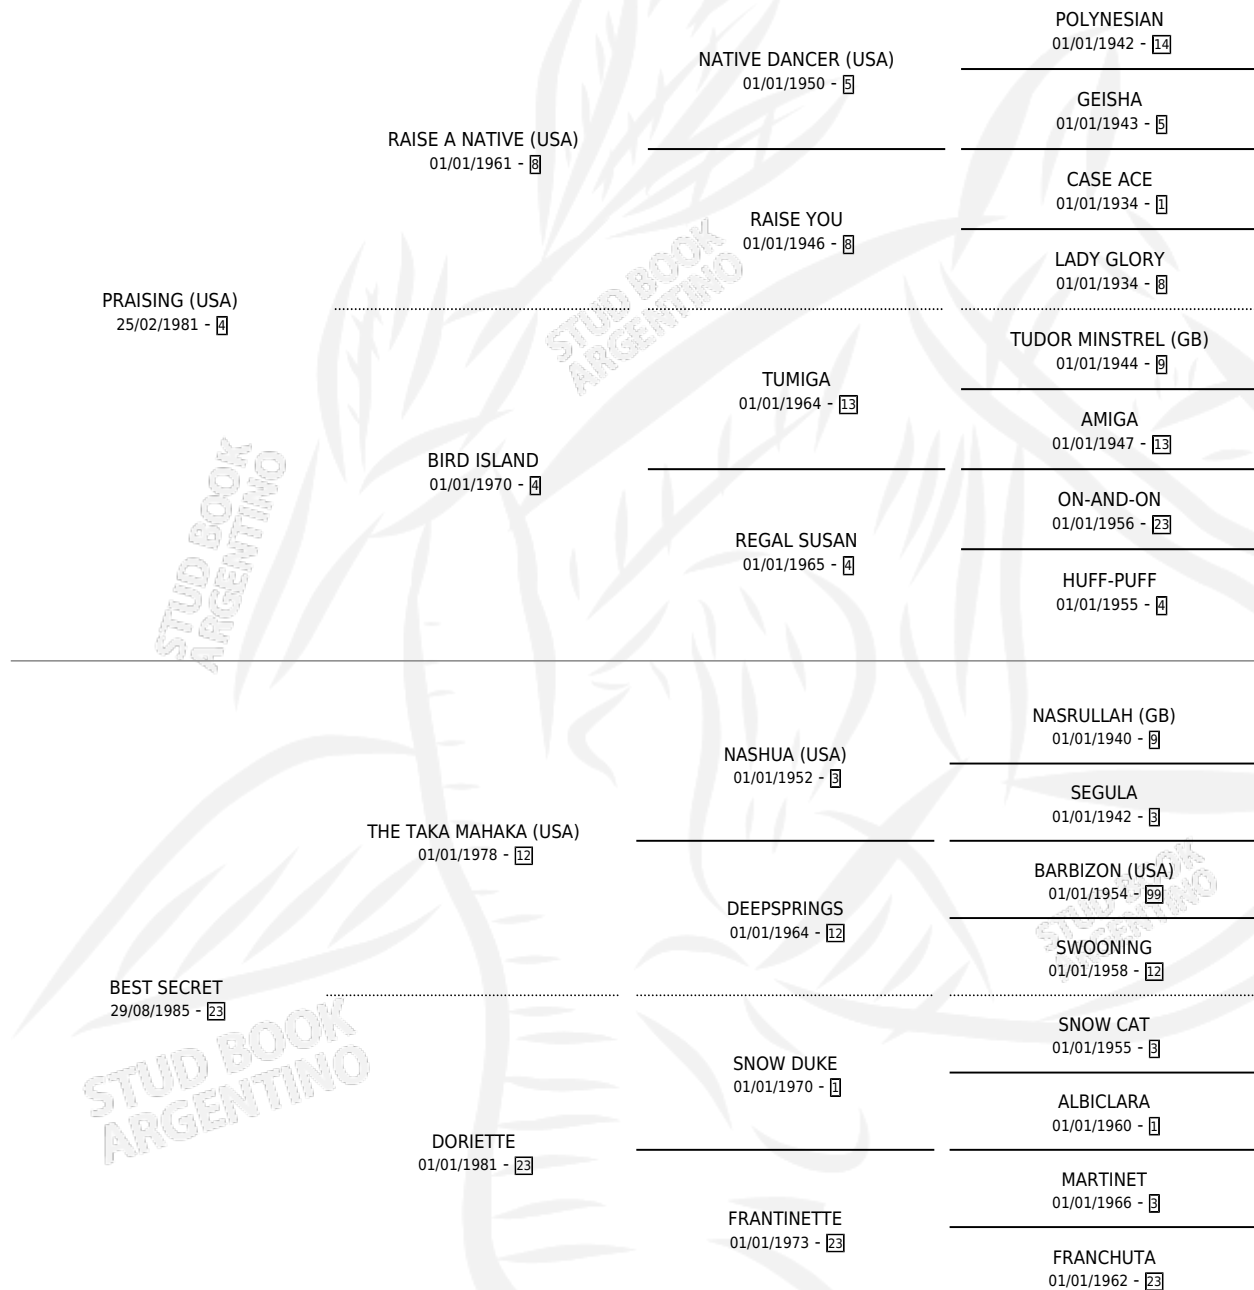 POLYNESIAN
01/01/1942 - 14
NATIVE DANCER (USA)
01/01/1950 - 5
GEISHA
01/01/1943 - 5
RAISE A NATIVE (USA)
01/01/1961 - 8
CASE ACE
01/01/1934 - 1
RAISE YOU
01/01/1946 - 8
LADY GLORY
01/01/1934 - 8
PRAISING (USA)
25/02/1981 - 4
STUD BOOK
ARGENTINO
TUDOR MINSTREL (GB)
01/01/1944 - 9
TUMIGA
01/01/1964 - 13
AMIGA
01/01/1947 - 13
BIRD ISLAND
01/01/1970 - 4
ON-AND-ON
01/01/1956 - 23
REGAL SUSAN
01/01/1965 - 4
HUFF-PUFF
01/01/1955 - 4
STUD BOOK
ARGENTINO
NASRULLAH (GB)
01/01/1940 - 9
NASHUA (USA)
01/01/1952 - 3
SEGULA
01/01/1942 - 3
THE TAKA MAHAKA (USA)
01/01/1978 - 12
BARBIZON (USA)
01/01/1954 - 99
DEEPSPRINGS
01/01/1964 - 12
SWOONING
01/01/1958 - 12
STUD BOOK
ARGENTINO
BEST SECRET
29/08/1985 - 23
SNOW CAT
01/01/1955 - 3
SNOW DUKE
01/01/1970 - 1
ALBICLARA
01/01/1960 - 1
STUD BOOK
ARGENTINO
DORIETTE
01/01/1981 - 23
MARTINET
01/01/1966 - 3
FRANTINETTE
01/01/1973 - 23
FRANCHUTA
01/01/1962 - 23